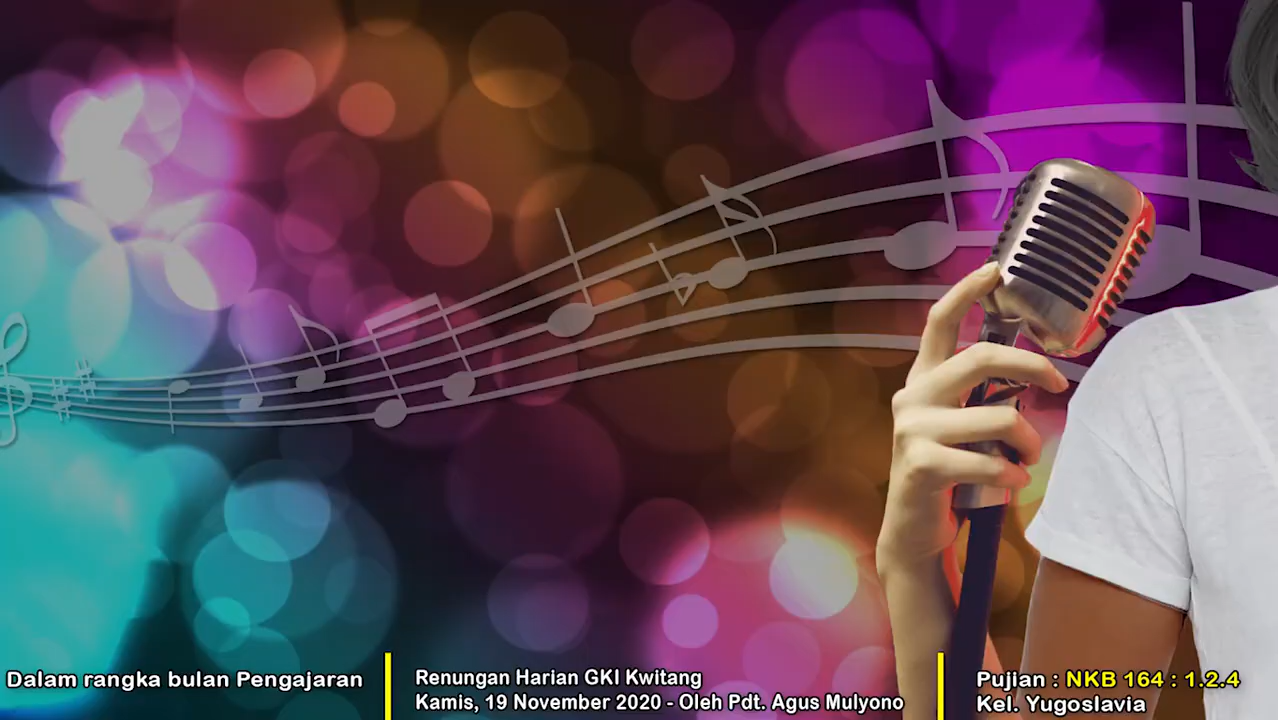 Dalam rangka bulan Pengajaran
Renungan Harian GKI Kwitang
Kamis, 19 November 2020 - Oleh Pdt. Agus Mulyono
Pujian : NKB 164 : 1.2.4
Kel. Yugoslavia